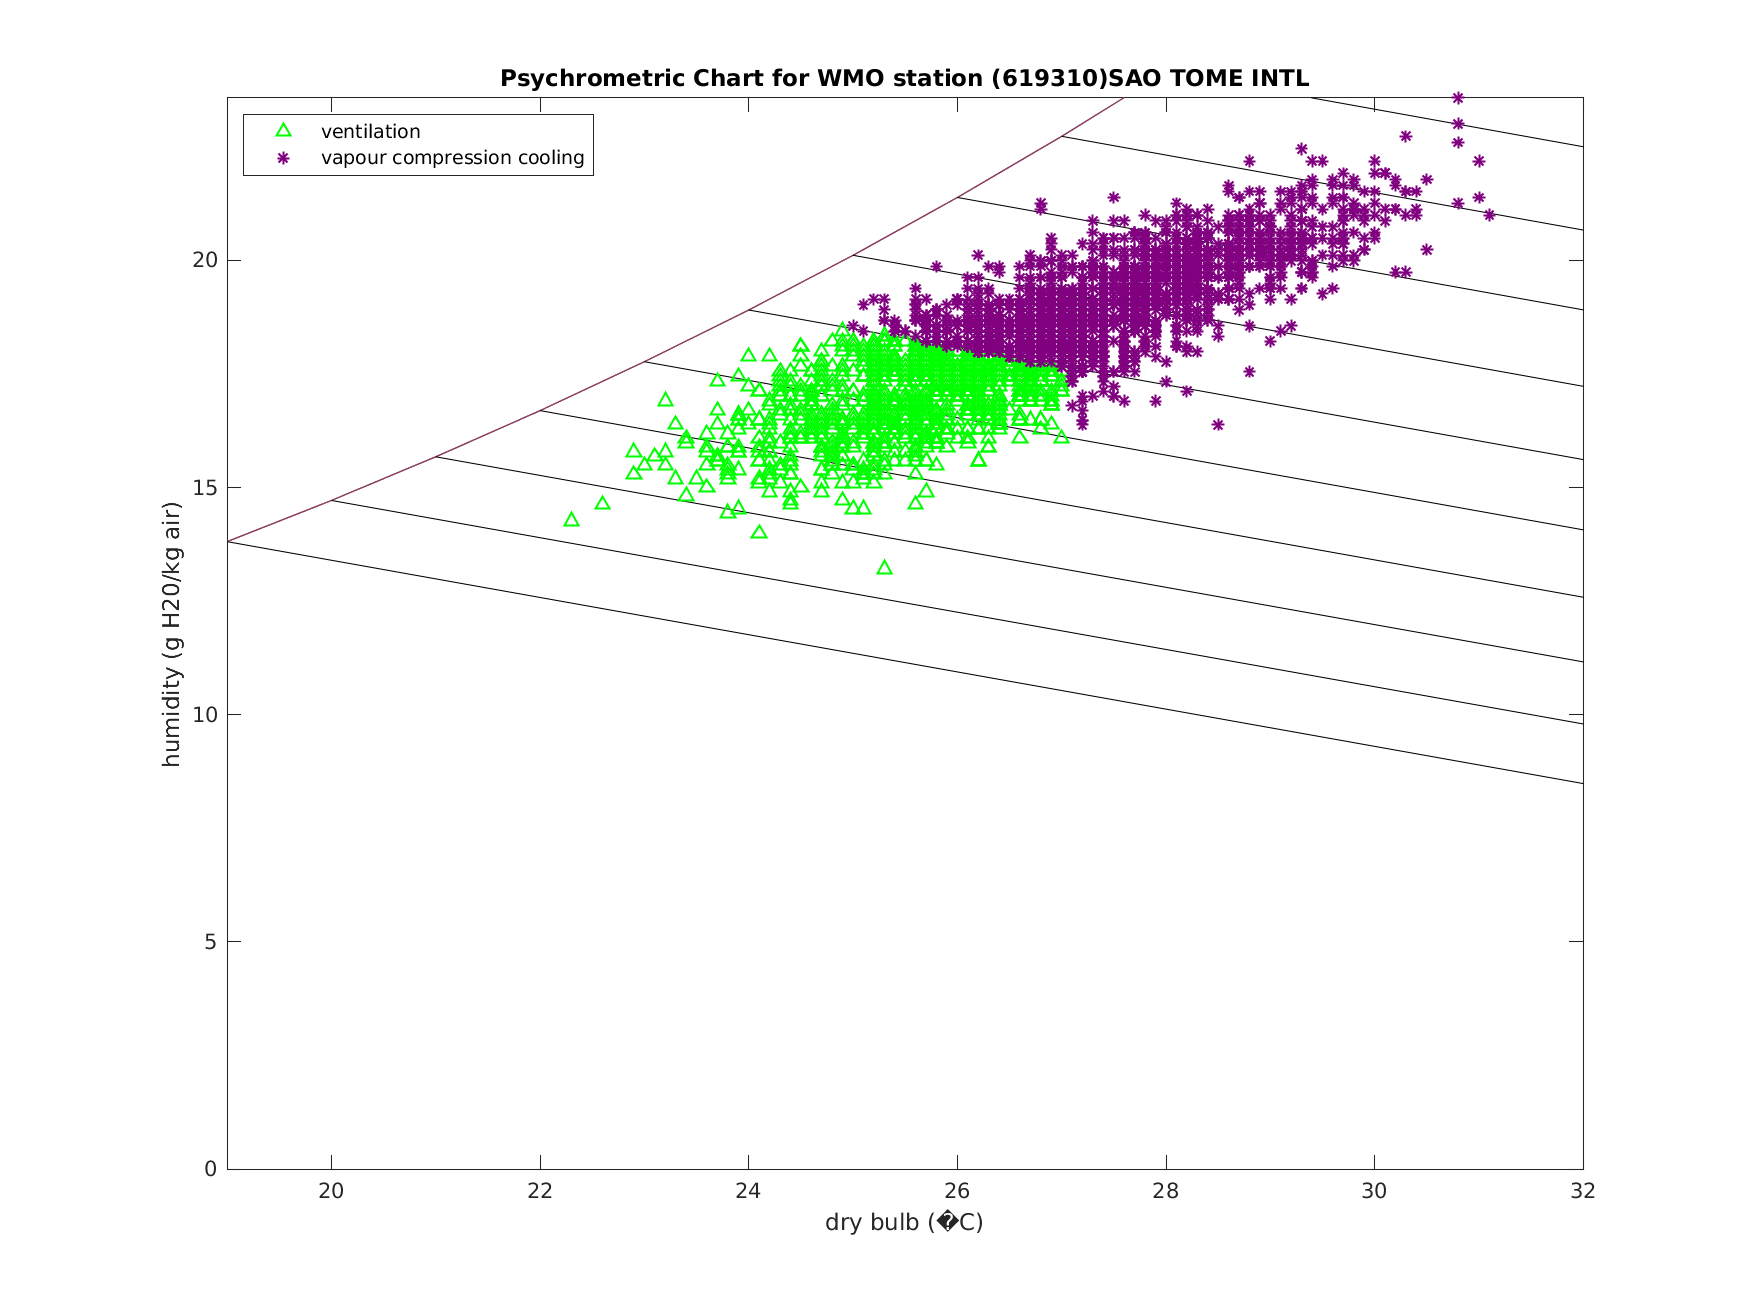 Psychrometric Chart for WMO station (619310)SAO TOME INTL
ventilation
vapour compression cooling
humidity (g H20/kg air)
20
15
10
5
0
20 22 24 26 28 30 32
dry bulb (�C)